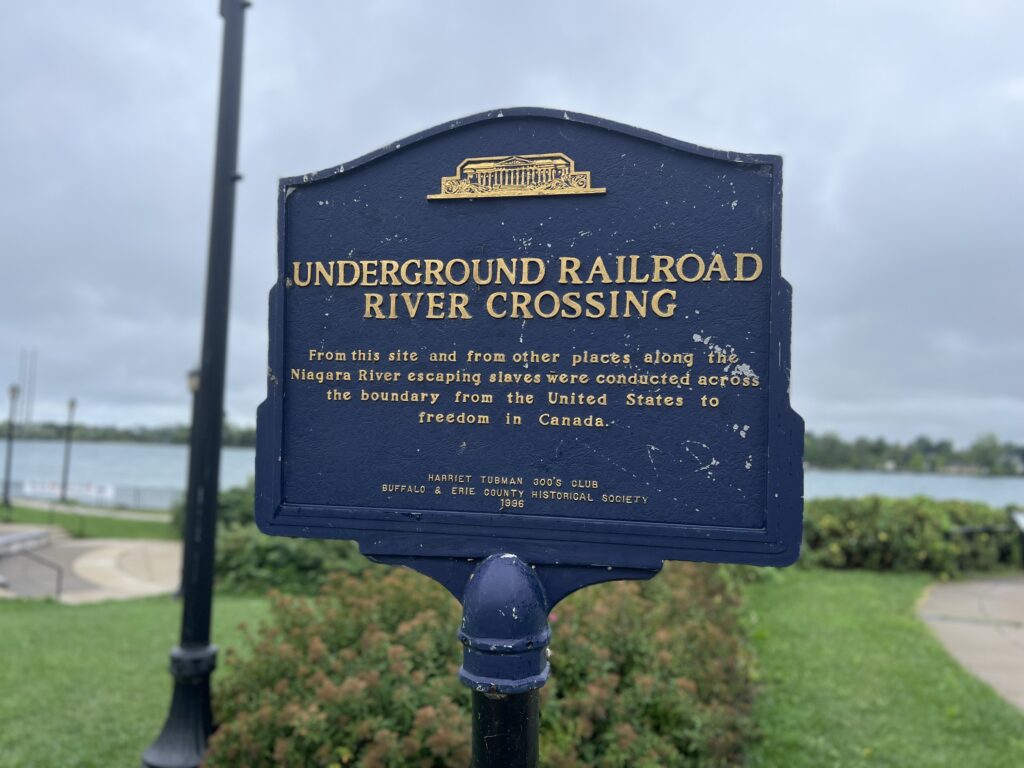 UNDERGROUND RAILROAD
RIVER CROSSING
From this site and from other places along the
Niagara River escaping slaves were conducted across
the boundary from the United States to
freedom in Canada.
HARRIET TUBMAN 300'S CLUB
BUFFALO & ERIE COUNTY HISTORICAL SOCIETY
1996